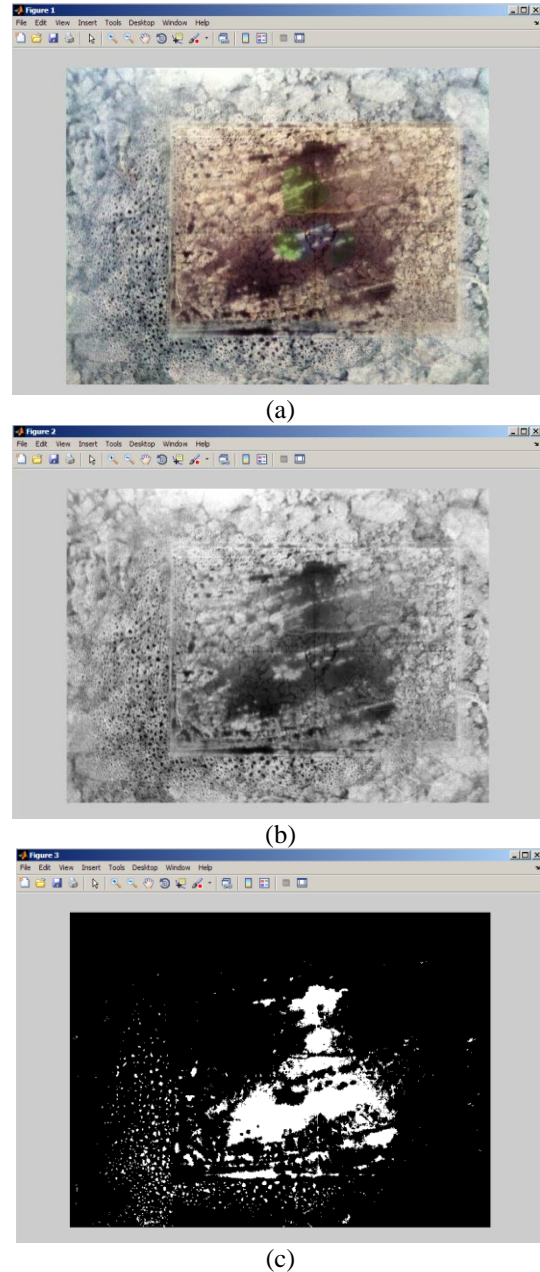 Figure 1
File Edit View Insert Tools Desktop Window Help
(a)
Figure 2
File Edit View Insert Tools Desktop Window Help
(b)
Figure 3
File Edit View Insert Tools Desktop Window Help
(c)